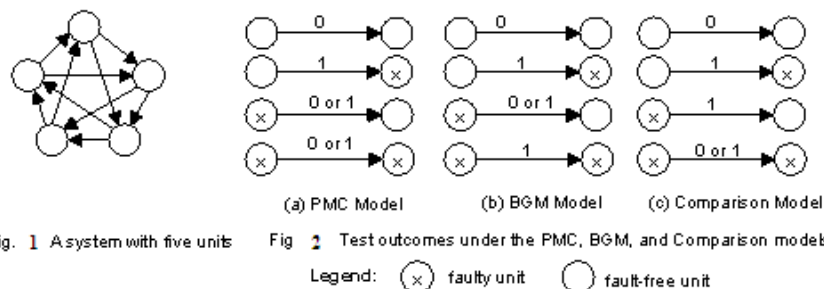 0 0 0
1 1 1
x x x
0 or 1 0 or 1 1
x x x
0 or 1 1 0 or 1
x x x x x x
(a) PMC Model (b) BGM Model (c) Comparison Model
ig. 1 A system with five units Fig 2 Test outcomes under the PMC, BGM, and Comparison models
Legend: x faulty unit fault-free unit